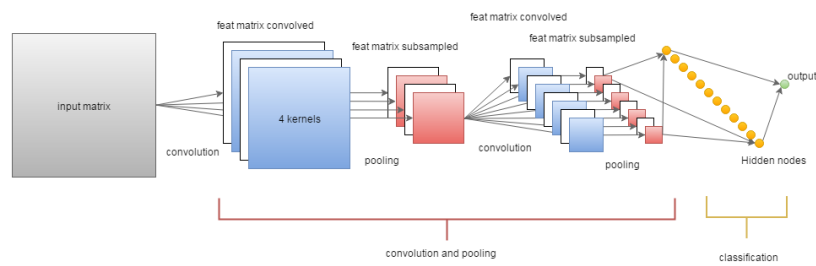 feat matrix convolved
feat matrix convolved
feat matrix subsampled
feat matrix subsampled
input matrix
4 kernels
output
convolution
pooling
convolution
pooling
Hidden nodes
convolution and pooling
classification